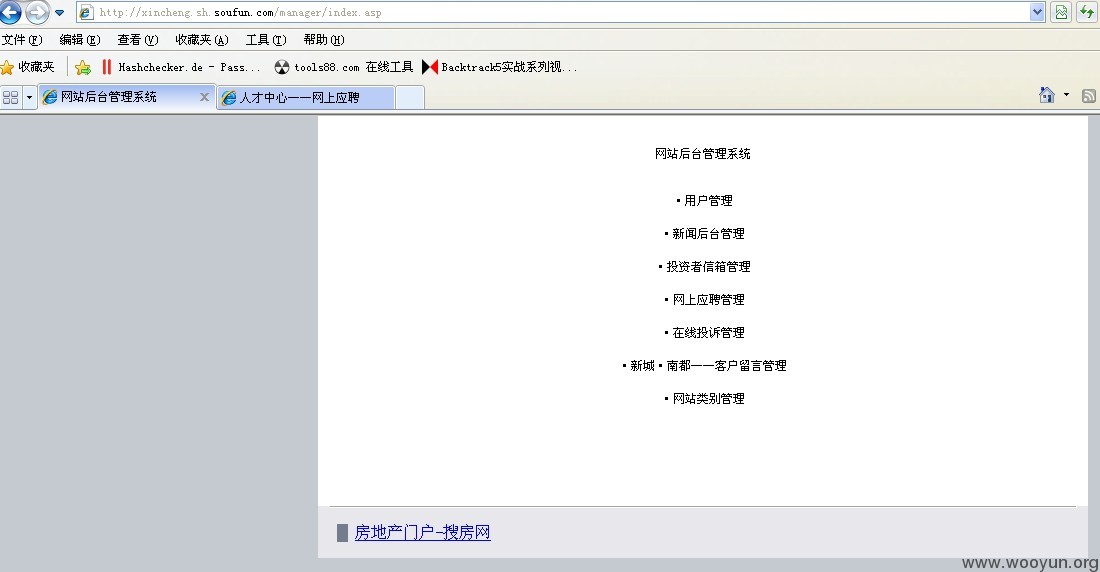 http://xincheng.sh.soufun.com/manager/index.asp
文件(F) 编辑(E) 查看(V) 收藏夹(A) 工具(T) 帮助(H)
收藏夹 Hashchecker.de - Pass... tools88.com 在线工具 Backtrack5实战系列视...
网站后台管理系统 人才中心——网上应聘
网站后台管理系统
▪ 用户管理
▪ 新闻后台管理
▪ 投资者信箱管理
▪ 网上应聘管理
▪ 在线投诉管理
▪ 新城▪南都——客户留言管理
▪ 网站类别管理
房地产门户-搜房网
www.wooyun.org